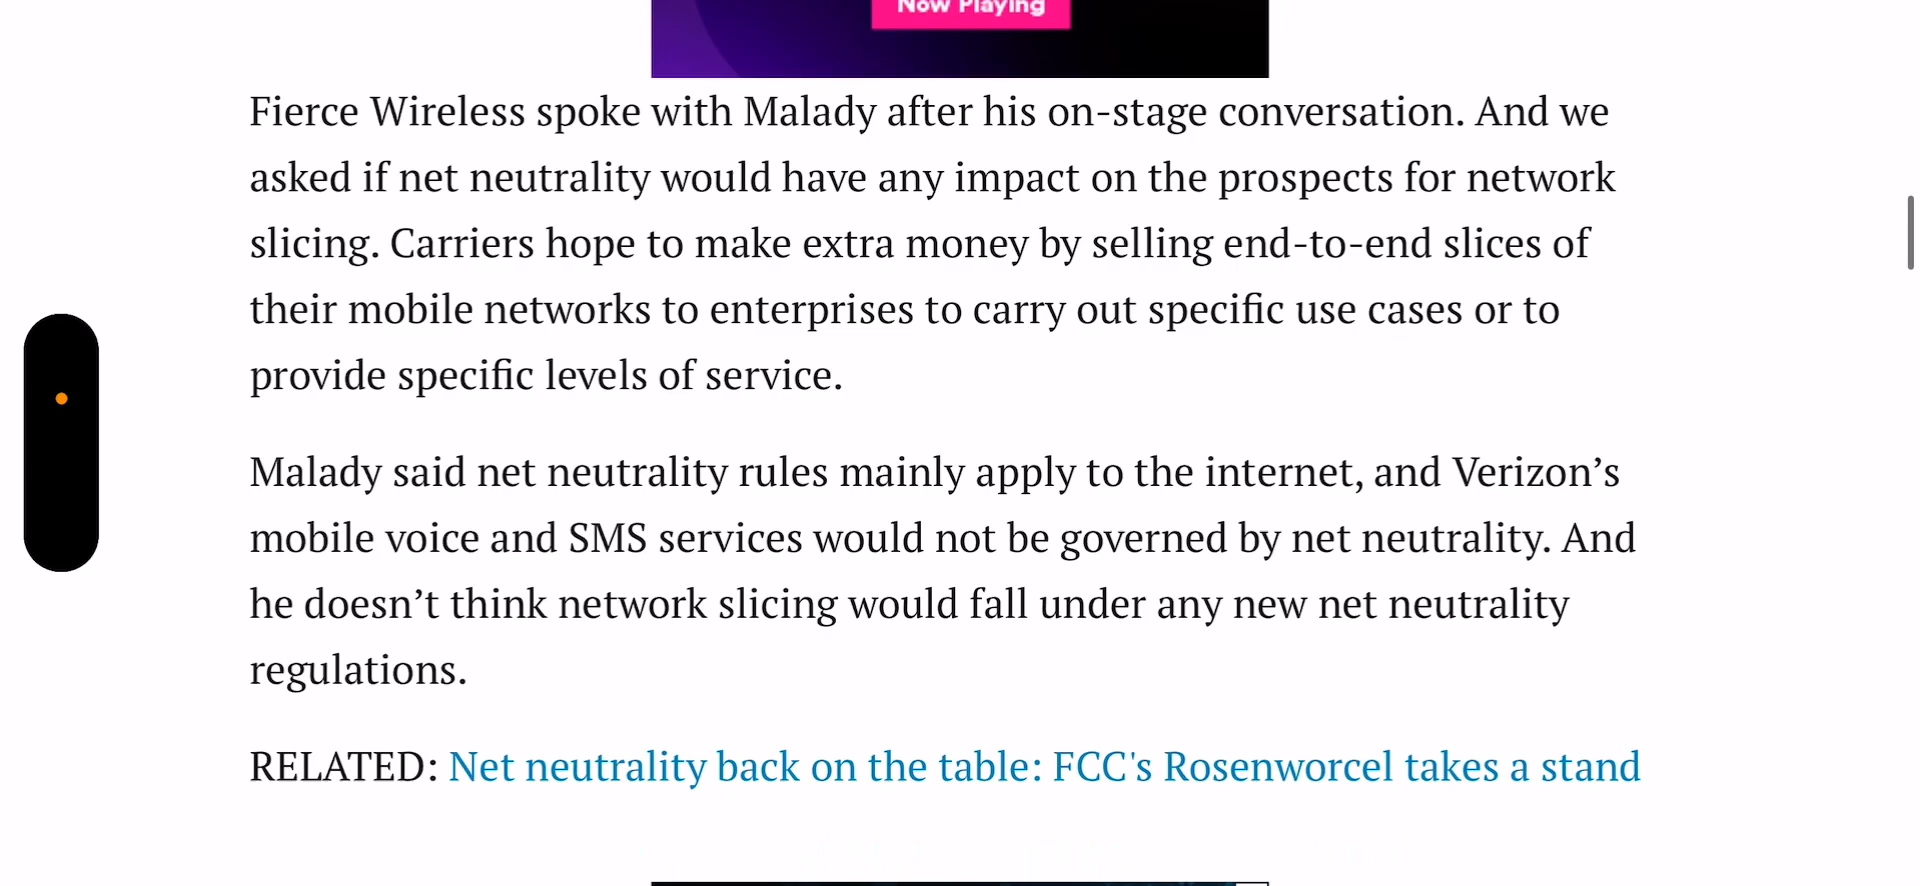 Now Playing
Fierce Wireless spoke with Malady after his on-stage conversation. And we
asked if net neutrality would have any impact on the prospects for network
slicing. Carriers hope to make extra money by selling end-to-end slices of
their mobile networks to enterprises to carry out specific use cases or to
provide specific levels of service.
Malady said net neutrality rules mainly apply to the internet, and Verizon’s
mobile voice and SMS services would not be governed by net neutrality. And
he doesn’t think network slicing would fall under any new net neutrality
regulations.
RELATED: Net neutrality back on the table: FCC's Rosenworcel takes a stand